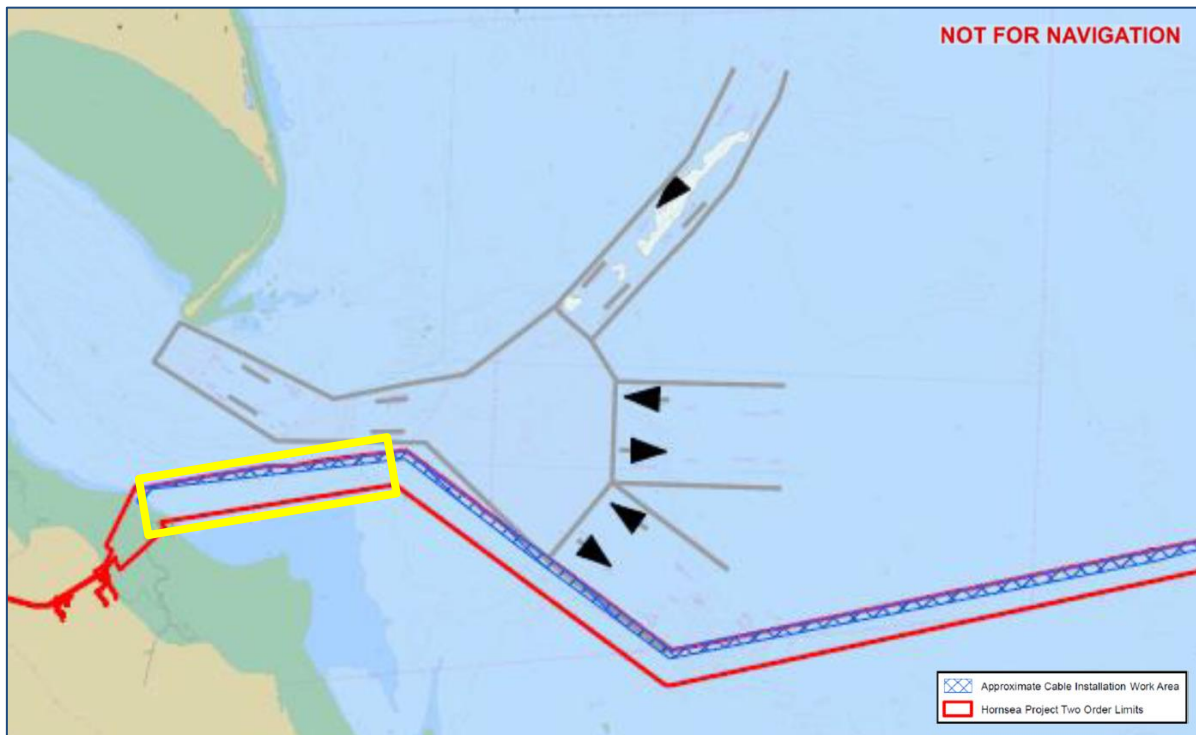 NOT FOR NAVIGATION
Approximate Cable Installation Work Area
Hornsea Project Two Order Limits